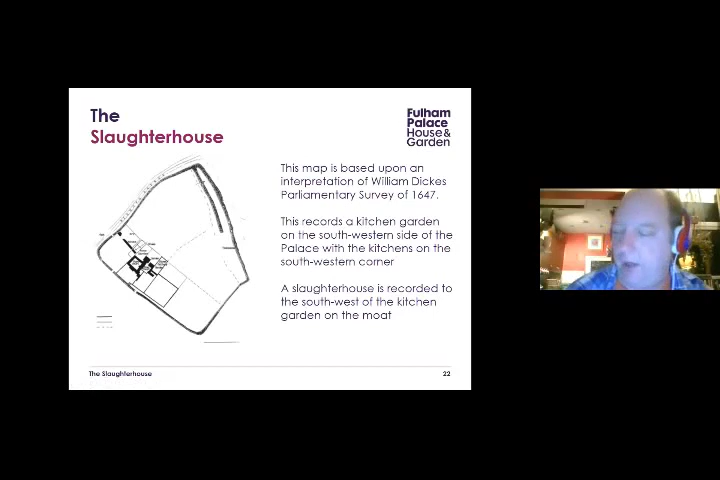 The
Slaughterhouse
Fulham
Palace
House&
Garden
This map is based upon an
interpretation of William Dickes
Parliamentary Survey of 1647.
This records a kitchen garden
on the south-western side of the
Palace with the kitchens on the
south-western corner
A slaughterhouse is recorded to
the south-west of the kitchen
garden on the moat
The Slaughterhouse
22